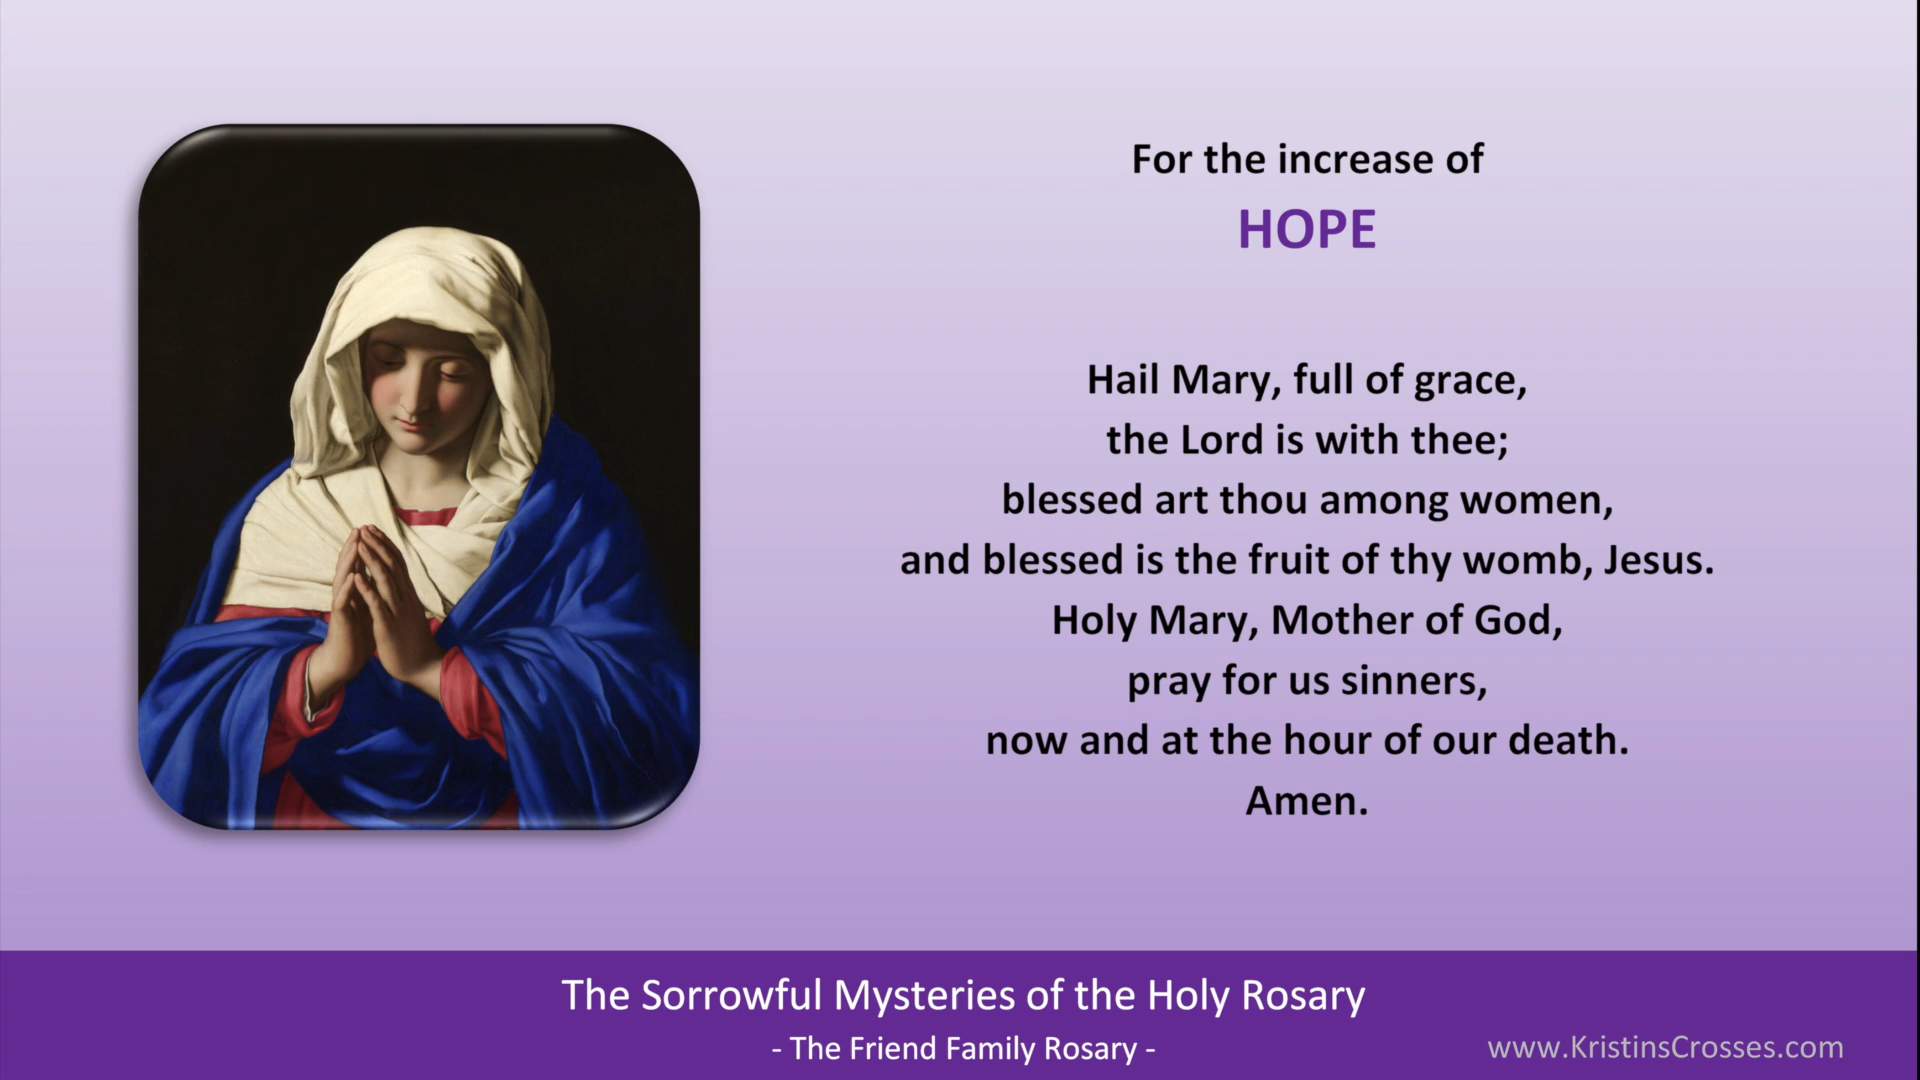 For the increase of
HOPE
Hail Mary, full of grace,
the Lord is with thee;
blessed art thou among women,
and blessed is the fruit of thy womb, Jesus.
Holy Mary, Mother of God,
pray for us sinners,
now and at the hour of our death.
Amen.
The Sorrowful Mysteries of the Holy Rosary
- The Friend Family Rosary -
www.KristinsCrosses.com